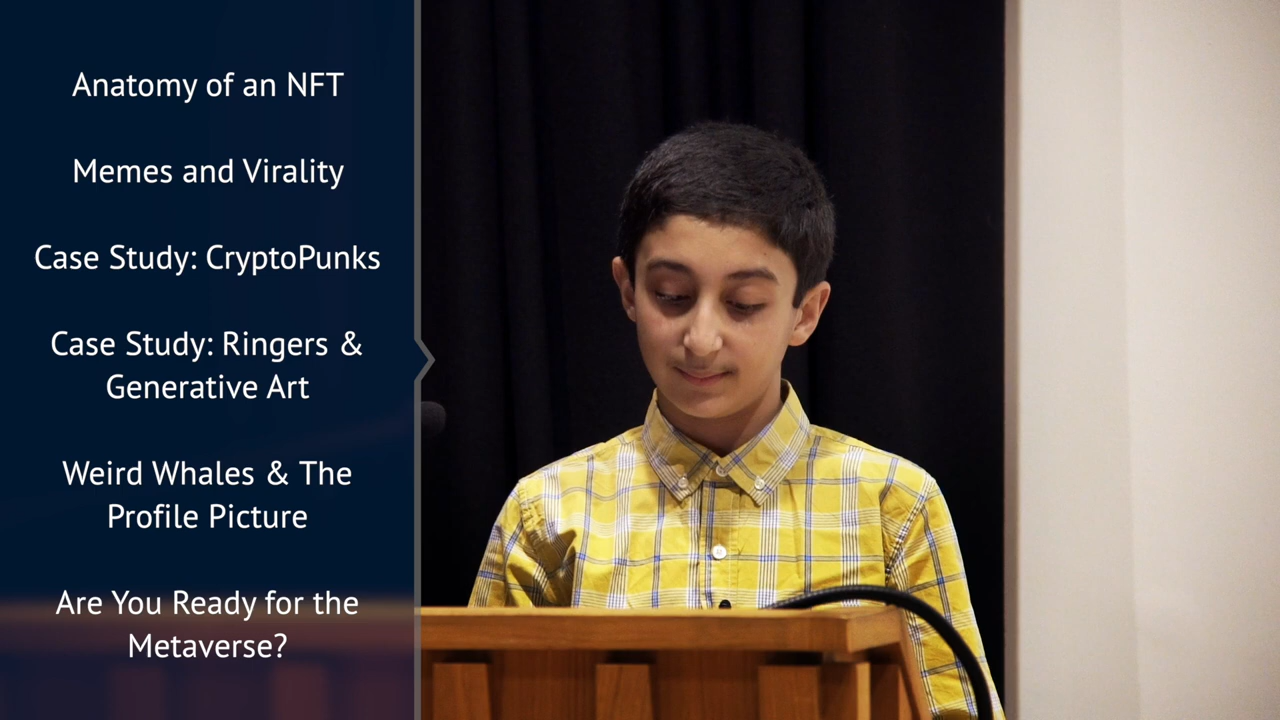 Anatomy of an NFT
Memes and Virality
Case Study: CryptoPunks
Case Study: Ringers &
Generative Art
Weird Whales & The
Profile Picture
Are You Ready for the
Metaverse?